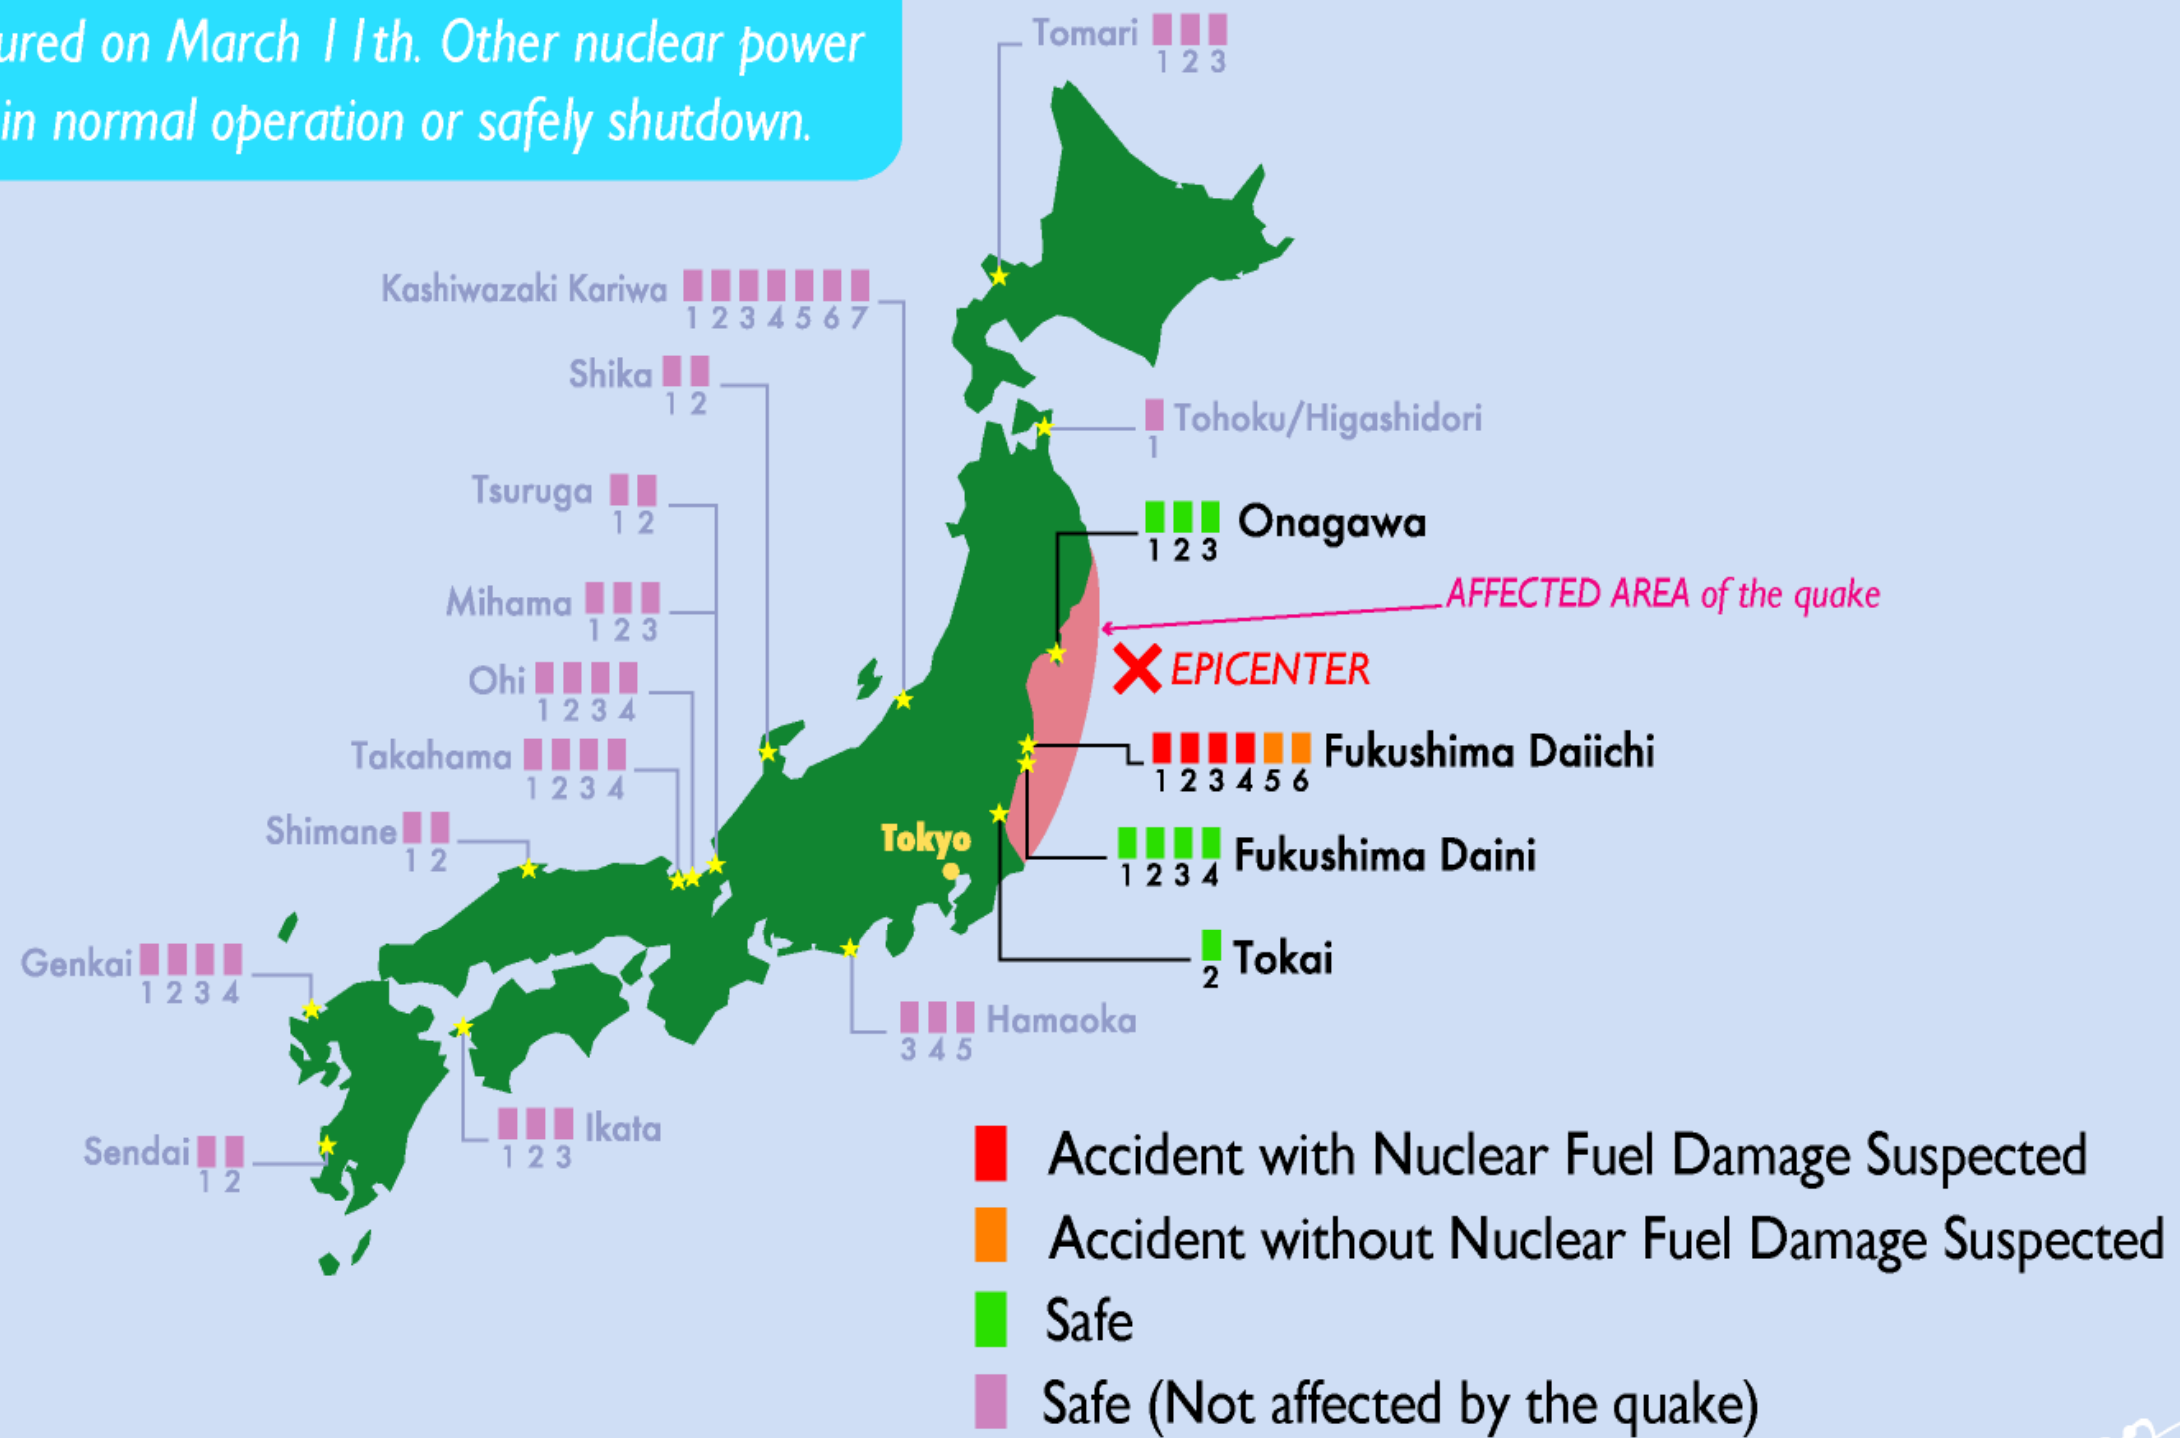 ured on March 11th. Other nuclear power
in normal operation or safely shutdown.
Tomari
1 2 3
Kashiwazaki Kariwa
1 2 3 4 5 6 7
Shika
1 2
Tohoku/Higashidori
1
Tsuruga
1 2
Onagawa
1 2 3
Mihama
1 2 3
AFFECTED AREA of the quake
EPICENTER
Ohi
1 2 3 4
Takahama
1 2 3 4
Fukushima Daiichi
1 2 3 4 5 6
Shimane
1 2
Tokyo
Fukushima Daini
1 2 3 4
Genkai
1 2 3 4
Tokai
2
Hamaoka
3 4 5
Ikata
1 2 3
Sendai
1 2
Accident with Nuclear Fuel Damage Suspected
Accident without Nuclear Fuel Damage Suspected
Safe
Safe (Not affected by the quake)